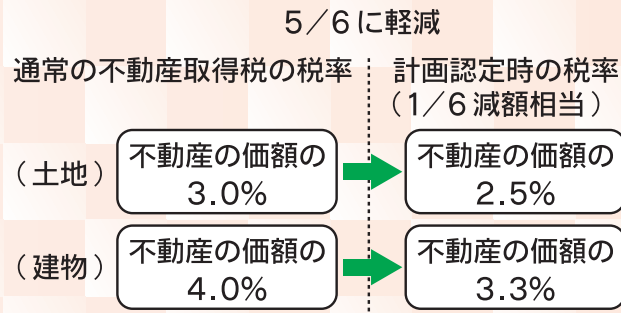 5/6に軽減
通常の不動産取得税の税率
計画認定時の税率
(1/6減額相当)
(土地)
不動産の価額の
3.0%
不動産の価額の
2.5%
(建物)
不動産の価額の
4.0%
不動産の価額の
3.3%